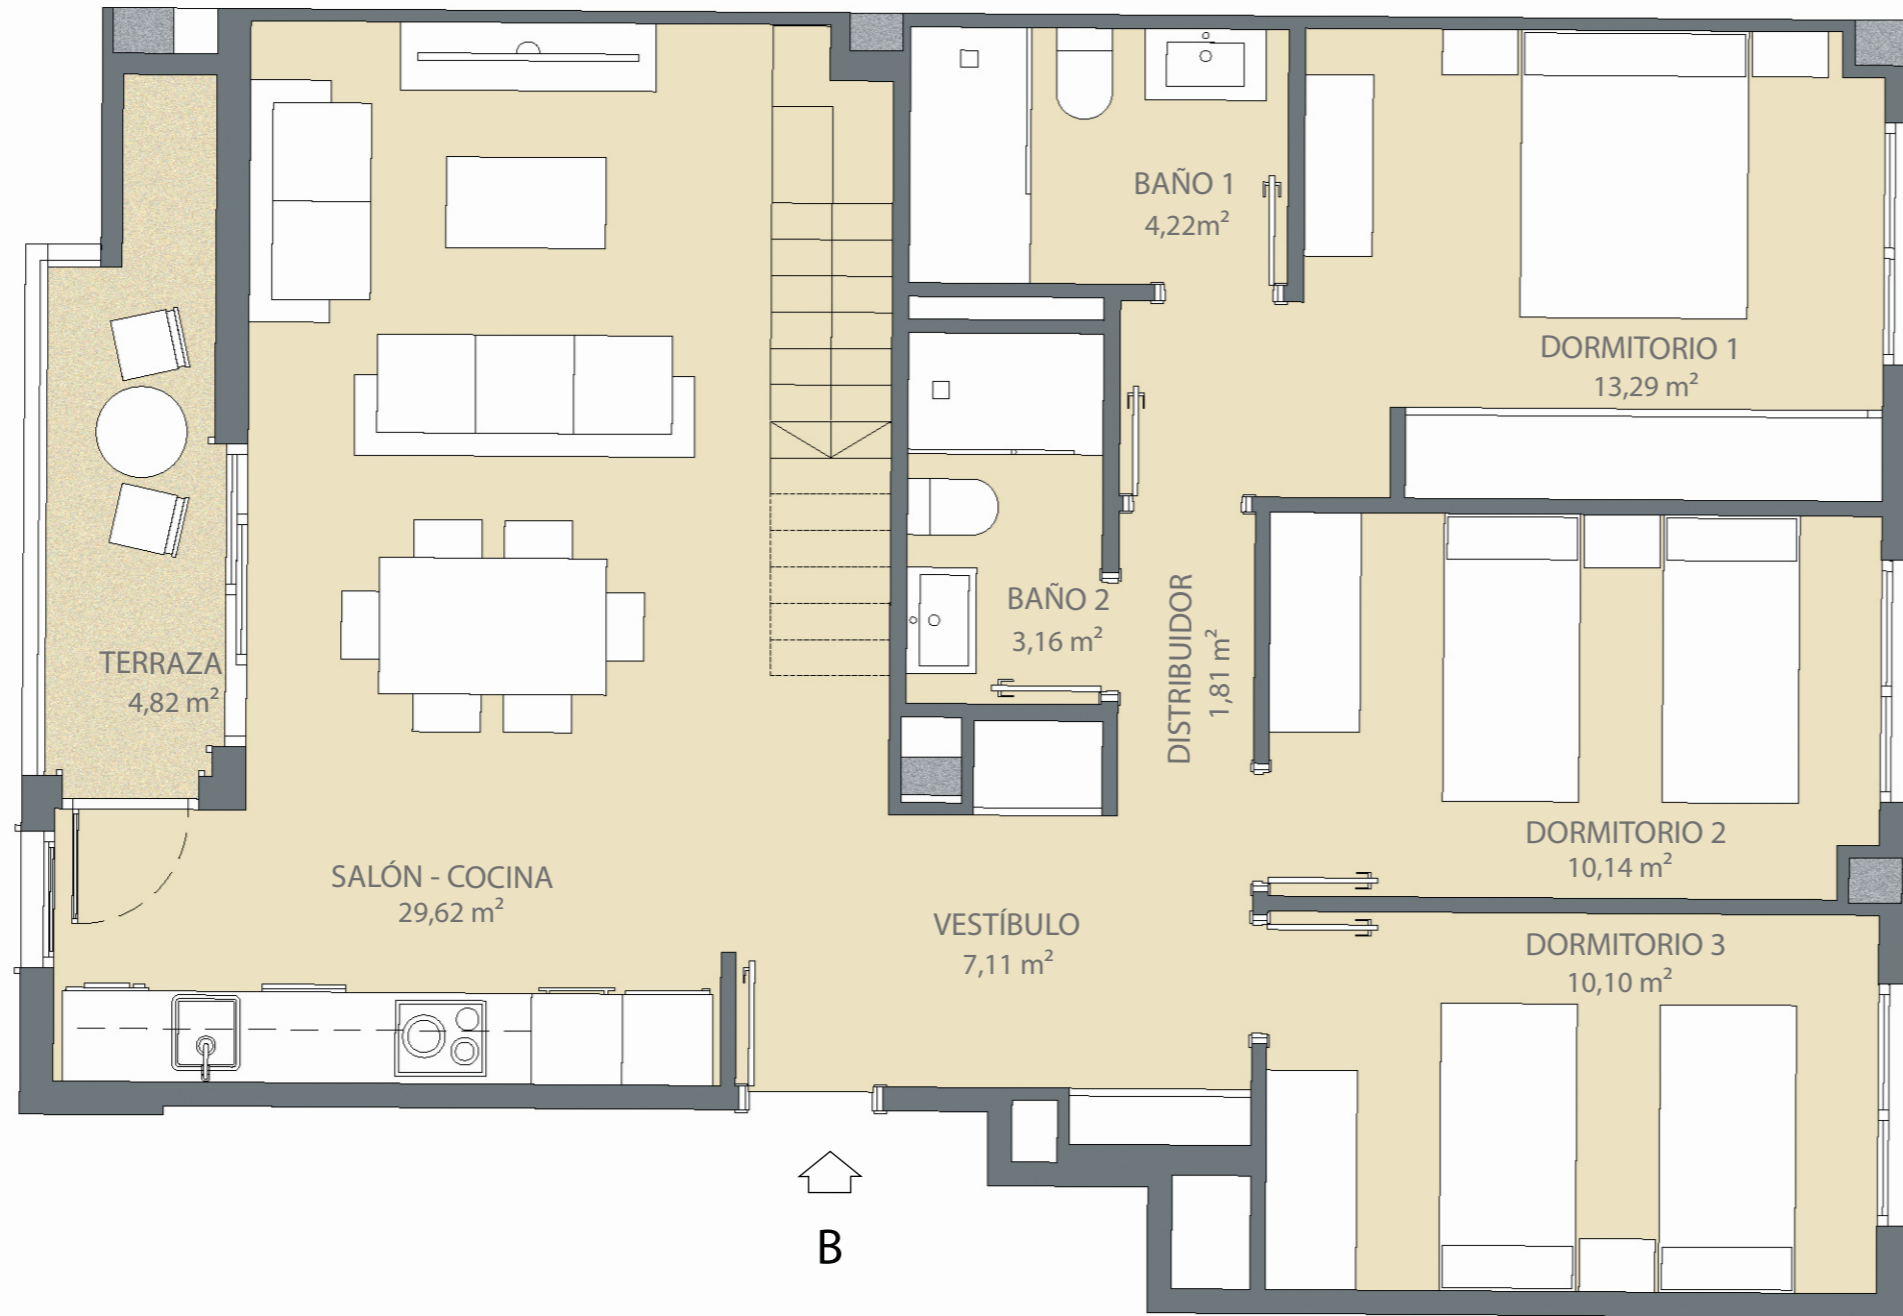 BAÑO 1
4,22m²
DORMITORIO 1
13,29 m²
BAÑO 2
3,16 m²
DISTRIBUIDOR
1,81 m²
TERRAZA
4,82 m²
SALÓN - COCINA
29,62 m²
VESTÍBULO
7,11 m²
DORMITORIO 2
10,14 m²
DORMITORIO 3
10,10 m²
B